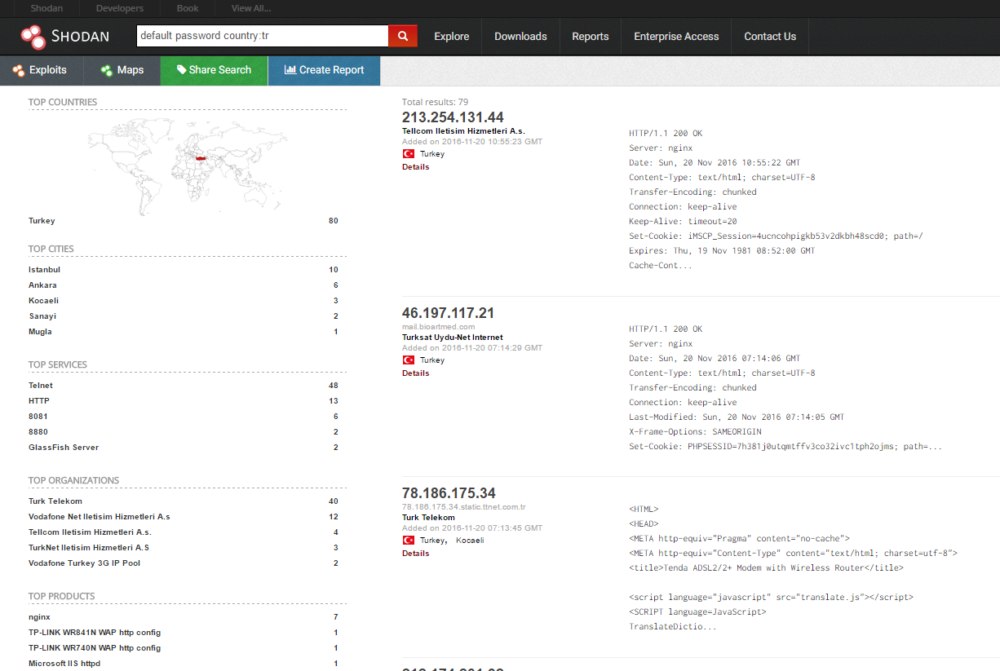 Shodan Developers Book View All...
SHODAN default password country:tr Explore Downloads Reports Enterprise Access Contact Us
Exploits Maps Share Search Create Report
TOP COUNTRIES
Turkey 80
TOP CITIES
Istanbul 10
Ankara 6
Kocaeli 3
Sanayi 2
Mugla 1
TOP SERVICES
Telnet 48
HTTP 13
8081 6
8880 2
GlassFish Server 2
TOP ORGANIZATIONS
Turk Telekom 40
Vodafone Net Iletisim Hizmetleri A.s 12
Tellcom Iletisim Hizmetleri A.s. 4
TurkNet Iletisim Hizmetleri A.S 3
Vodafone Turkey 3G IP Pool 2
TOP PRODUCTS
nginx 7
TP-LINK WR841N WAP http config 1
TP-LINK WR740N WAP http config 1
Microsoft IIS httpd 1
Total results: 79
213.254.131.44
Tellcom Iletisim Hizmetleri A.s.
Added on 2016-11-20 10:55:23 GMT
Turkey
Details
HTTP/1.1 200 OK
Server: nginx
Date: Sun, 20 Nov 2016 10:55:22 GMT
Content-Type: text/html; charset=UTF-8
Transfer-Encoding: chunked
Connection: keep-alive
Keep-Alive: timeout=20
Set-Cookie: iMSCP_Session=4ucncohpigkb53v2dkbh48scd0; path=/
Expires: Thu, 19 Nov 1981 08:52:00 GMT
Cache-Cont...
46.197.117.21
mail.bioartmed.com
Turksat Uydu-Net Internet
Added on 2016-11-20 07:14:29 GMT
Turkey
Details
HTTP/1.1 200 OK
Server: nginx
Date: Sun, 20 Nov 2016 07:14:06 GMT
Content-Type: text/html; charset=UTF-8
Transfer-Encoding: chunked
Connection: keep-alive
Last-Modified: Sun, 20 Nov 2016 07:14:05 GMT
X-Frame-Options: SAMEORIGIN
Set-Cookie: PHPSESSID=7h381j0utqmtffv3co32ivc1tph2ojms; path=...
78.186.175.34
78.186.175.34.static.ttnet.com.tr
Turk Telekom
Added on 2016-11-20 07:13:45 GMT
Turkey, Kocaeli
Details
<HTML>
<HEAD>
<META http-equiv="Pragma" content="no-cache">
<META http-equiv="Content-Type" content="text/html; charset=utf-8">
<title>Tenda ADSL2/2+ Modem with Wireless Router</title>
<script language="javascript" src="translate.js"></script>
<SCRIPT language=JavaScript>
TranslateDictio...